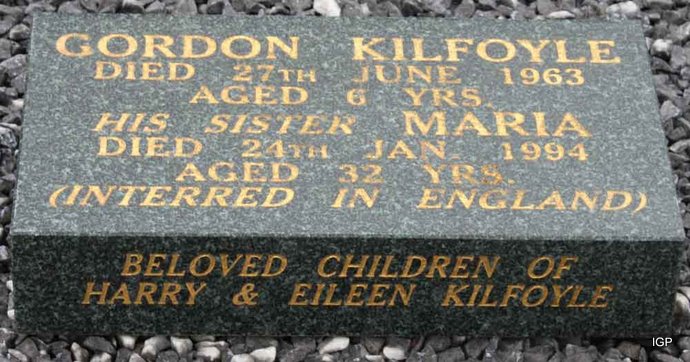 GORDON KILFOYLE
DIED 27TH JUNE 1963
AGED 6 YRS.
HIS SISTER MARIA
DIED 24TH JAN. 1994
AGED 32 YRS.
(INTERRED IN ENGLAND)
BELOVED CHILDREN OF
HARRY & EILEEN KILFOYLE
IGP